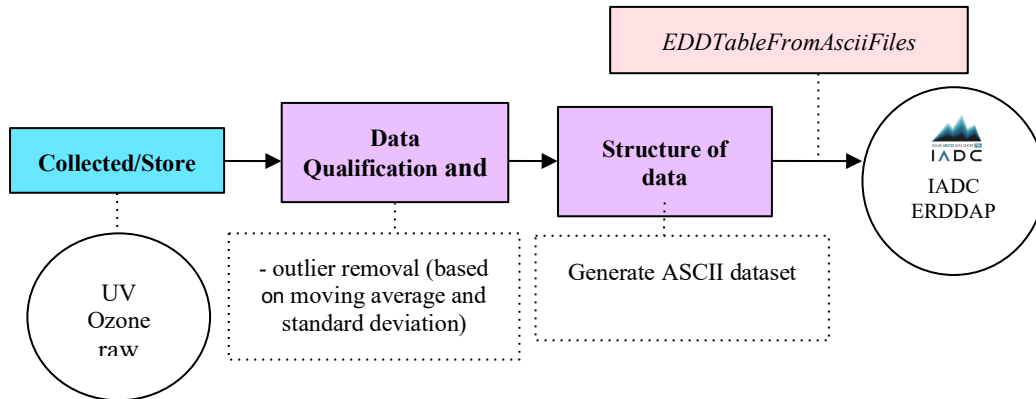 EDDTableFromAsciiFiles
Collected/Store
Data
Qualification and
Structure of
data
IADC
IADC
ERDDAP
UV
Ozone
raw
- outlier removal (based
on moving average and
standard deviation)
Generate ASCII dataset